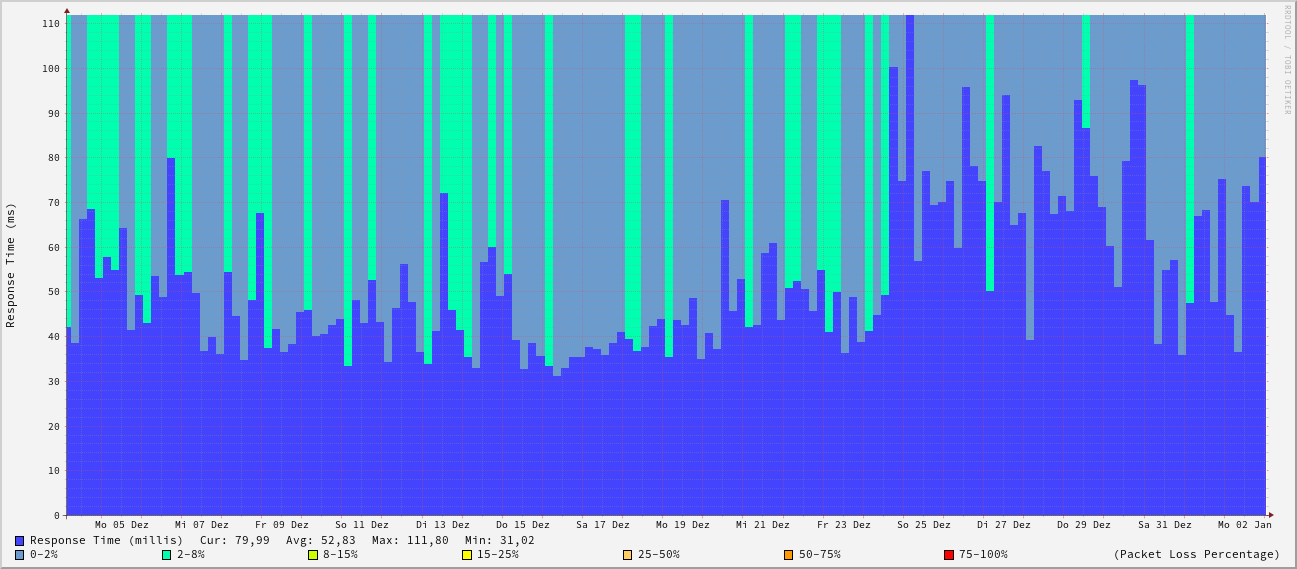 RRDTOOL / TOBI OETIKER
Response Time (ms)
110
100
90
80
70
60
50
40
30
20
10
0
Mo 05 Dez Mi 07 Dez Fr 09 Dez So 11 Dez Di 13 Dez Do 15 Dez Sa 17 Dez Mo 19 Dez Mi 21 Dez Fr 23 Dez So 25 Dez Di 27 Dez Do 29 Dez Sa 31 Dez Mo 02 Jan
Response Time (millis) Cur: 79,99 Avg: 52,83 Max: 111,80 Min: 31,02
0-2% 2-8% 8-15% 15-25% 25-50% 50-75% 75-100% (Packet Loss Percentage)